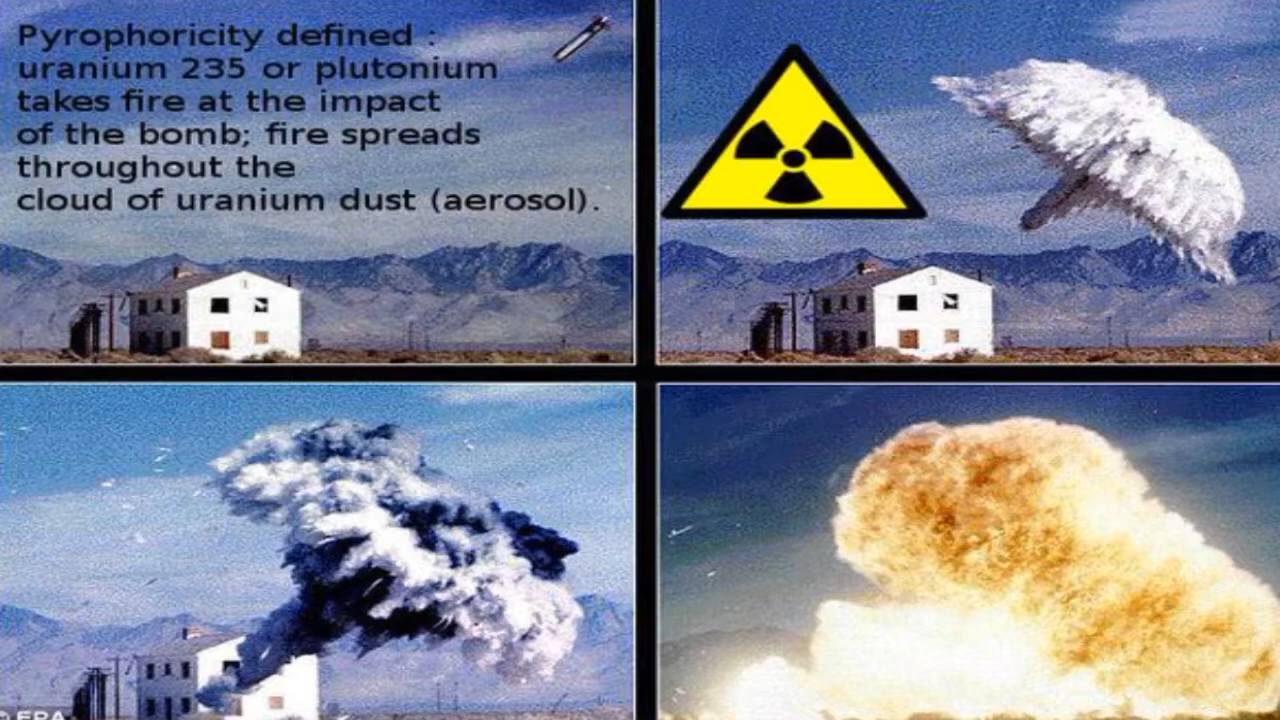 Pyrophoricity defined :
uranium 235 or plutonium
takes fire at the impact
of the bomb; fire spreads
throughout the
cloud of uranium dust (aerosol).
© EPA